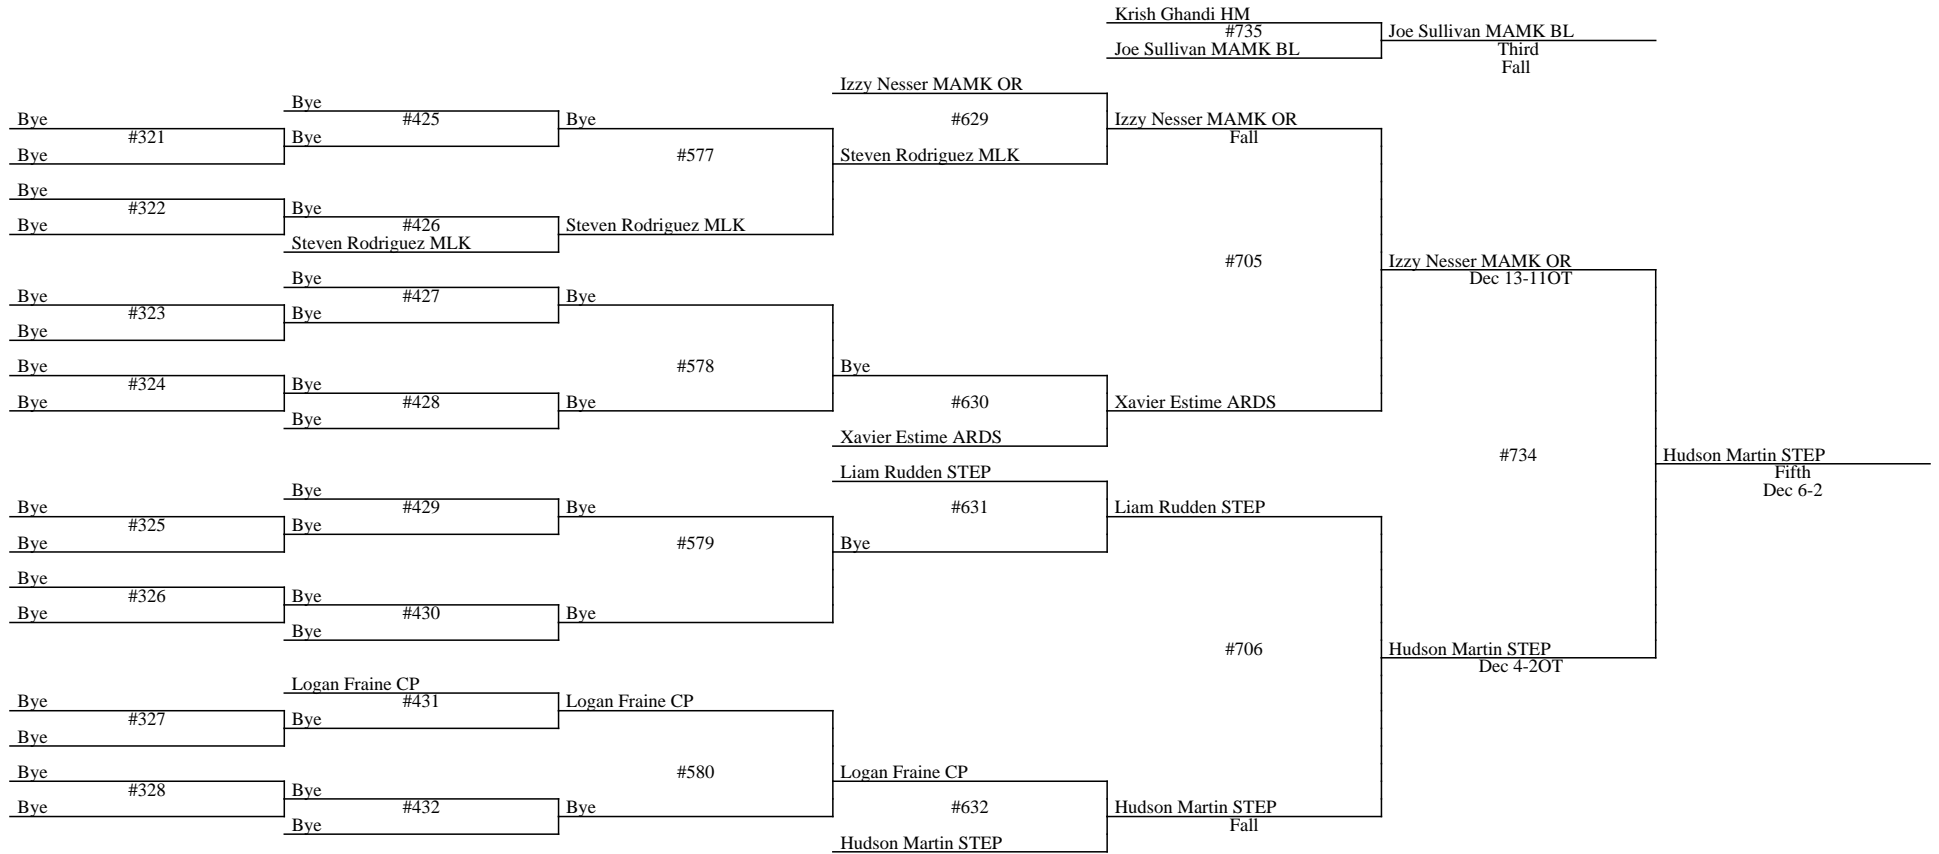 Krish Ghandi HM
#735
Joe Sullivan MAMK BL
Joe Sullivan MAMK BL
Third
Fall
Izzy Nesser MAMK OR
Bye
#425
#629
Bye
Bye
Izzy Nesser MAMK OR
#321
Bye
Fall
Bye
#577
Steven Rodriguez MLK
Bye
#322
Bye
Bye
#426
Steven Rodriguez MLK
Steven Rodriguez MLK
#705
Izzy Nesser MAMK OR
Dec 13-11OT
Bye
#427
Bye
Bye
#323
Bye
Bye
Bye
#578
Bye
#324
Bye
Bye
#428
Bye
#630
Xavier Estime ARDS
Bye
Xavier Estime ARDS
#734
Hudson Martin STEP
Fifth
Dec 6-2
Liam Rudden STEP
Bye
#429
#631
Bye
Bye
Liam Rudden STEP
#325
Bye
Bye
#579
Bye
Bye
#326
Bye
Bye
#430
Bye
Bye
#706
Hudson Martin STEP
Dec 4-2OT
Logan Fraine CP
#431
Bye
Logan Fraine CP
#327
Bye
Bye
Bye
#580
Logan Fraine CP
#328
Bye
Bye
#432
Bye
#632
Hudson Martin STEP
Bye
Fall
Hudson Martin STEP